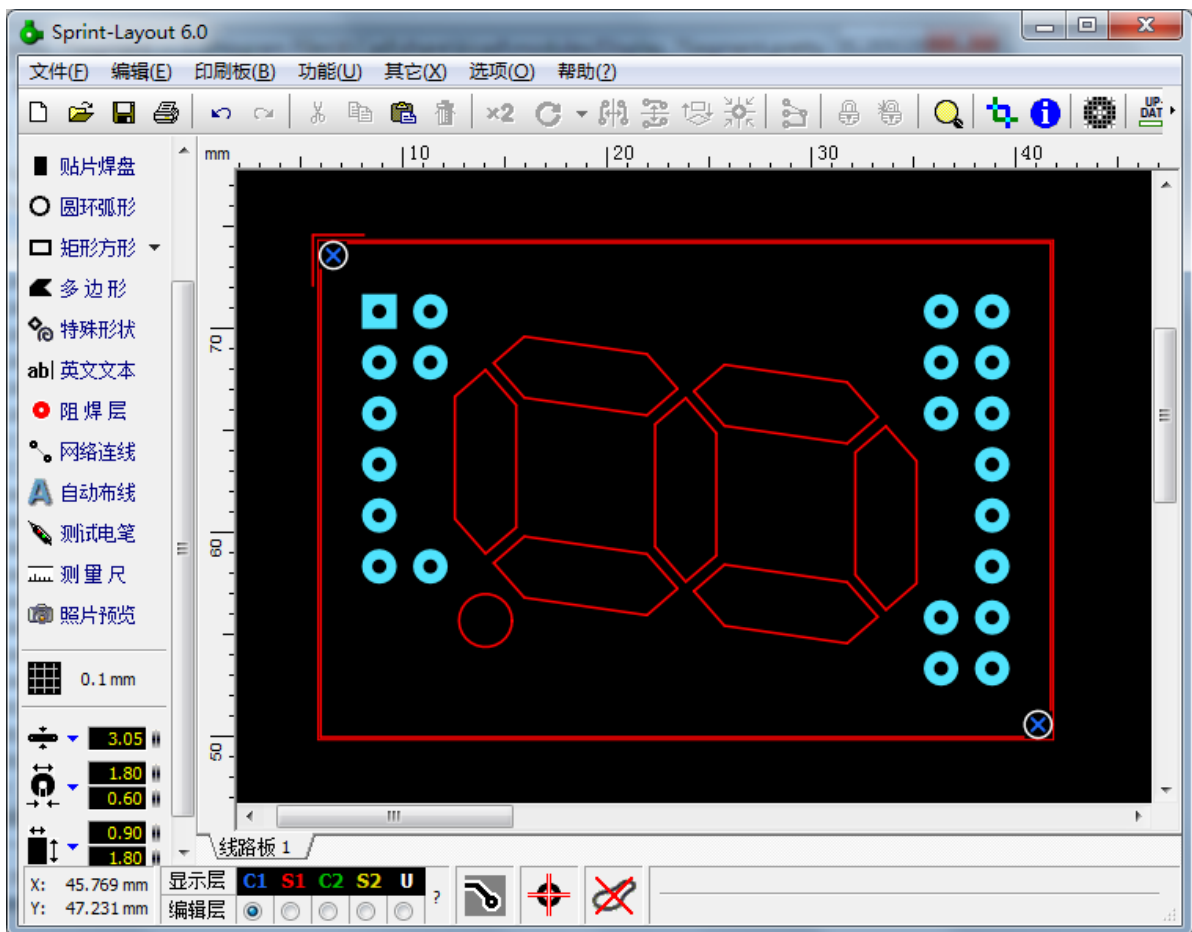 Sprint-Layout 6.0
文件(F) 编辑(E) 印刷板(B) 功能(U) 其它(X) 选项(O) 帮助(?)
×2
UP-
DAT
mm 10 20 30 40
贴片焊盘
圆环弧形
矩形方形
多边形
特殊形状
ab| 英文文本
阻焊层
网络连线
自动布线
测试电笔
测量尺
照片预览
0.1 mm
3.05
1.80
0.60
0.90
1.80
70
60
50
线路板 1
X: 45.769 mm
Y: 47.231 mm
显示层 C1 S1 C2 S2 U
编辑层
?